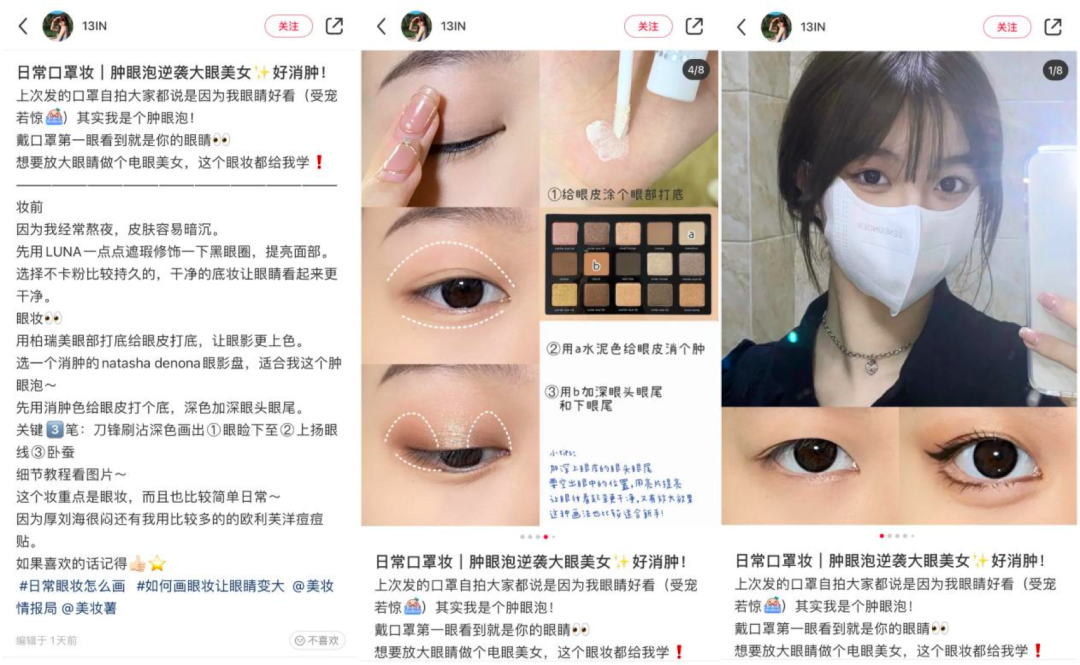 13IN
关注
日常口罩妆｜肿眼泡逆袭大眼美女✨好消肿！
上次发的口罩自拍大家都说是因为我眼睛好看（受宠
若惊）其实我是个肿眼泡！
戴口罩第一眼看到就是你的眼睛👀
想要放大眼睛做个电眼美女，这个眼妆都给我学❗
妆前
因为我经常熬夜，皮肤容易暗沉。
先用LUNA一点点遮瑕修饰一下黑眼圈，提亮面部。
选择不卡粉比较持久的，干净的底妆让眼睛看起来更
干净。
眼妆👀
用柏瑞美眼部打底给眼皮打底，让眼影更上色。
选一个消肿的natasha denona眼影盘，适合我这个肿
眼泡～
先用消肿色给眼皮打个底，深色加深眼头眼尾。
关键3️⃣笔：刀锋刷沾深色画出①眼睑下至②上扬眼
线③卧蚕
细节教程看图片～
这个妆重点是眼妆，而且也比较简单日常～
因为厚刘海很闷还有我用比较多的的欧利芙洋痘痘
贴。
如果喜欢的话记得👍🏻⭐
#日常眼妆怎么画 #如何画眼妆让眼睛变大 @美妆
情报局 @美妆薯
编辑于 1天前
不喜欢
13IN
关注
4/8
①给眼皮涂个眼部打底
a
b
②用a水泥色给眼皮消个肿
③用b加深眼头眼尾
和下眼尾
小tips:
加深上眼皮的眼头眼尾
要空出眼中的位置,用亮片提亮
让眼妆看起来更干净,又有放大效果
这种画法也比较适合新手!
日常口罩妆｜肿眼泡逆袭大眼美女✨好消肿！
上次发的口罩自拍大家都说是因为我眼睛好看（受宠
若惊）其实我是个肿眼泡！
戴口罩第一眼看到就是你的眼睛👀
想要放大眼睛做个电眼美女，这个眼妆都给我学❗
13IN
关注
1/8
日常口罩妆｜肿眼泡逆袭大眼美女✨好消肿！
上次发的口罩自拍大家都说是因为我眼睛好看（受宠
若惊）其实我是个肿眼泡！
戴口罩第一眼看到就是你的眼睛👀
想要放大眼睛做个电眼美女，这个眼妆都给我学❗